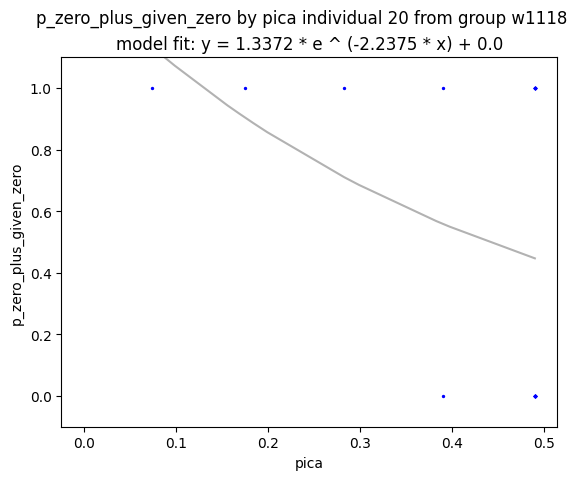 p_zero_plus_given_zero by pica individual 20 from group w1118
model fit: y = 1.3372 * e ^ (-2.2375 * x) + 0.0
1.0
0.8
0.6
0.4
0.2
0.0
p_zero_plus_given_zero
0.0 0.1 0.2 0.3 0.4 0.5
pica